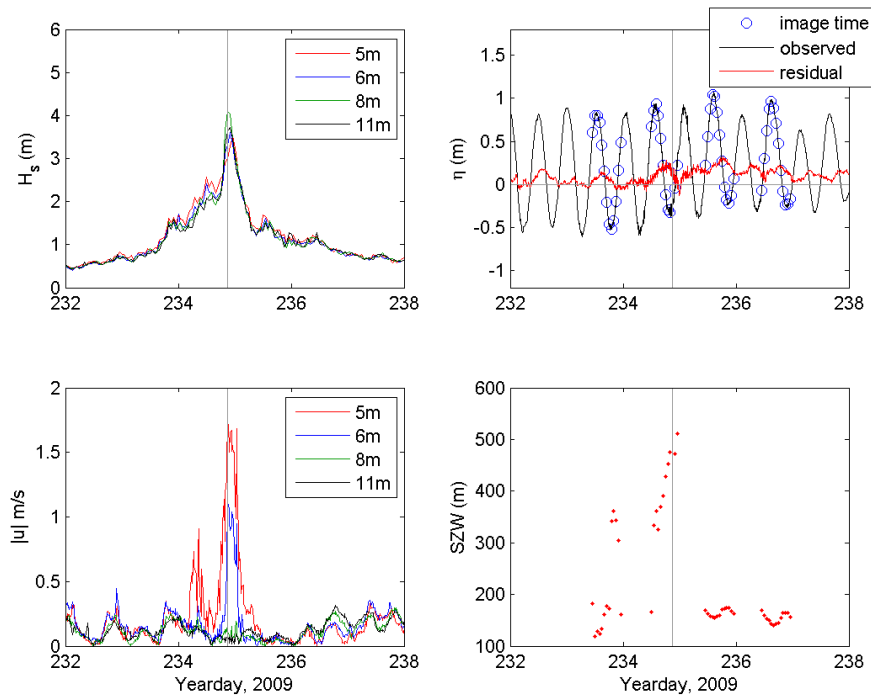 6
5
4
3
2
1
0
H_s (m)
5m
6m
8m
11m
232
234
236
238
1.5
1
0.5
0
-0.5
-1
η (m)
image time
observed
residual
232
234
236
238
2
1.5
1
0.5
0
|u| m/s
5m
6m
8m
11m
232
234
236
238
Yearday, 2009
600
500
400
300
200
100
SZW (m)
232
234
236
238
Yearday, 2009